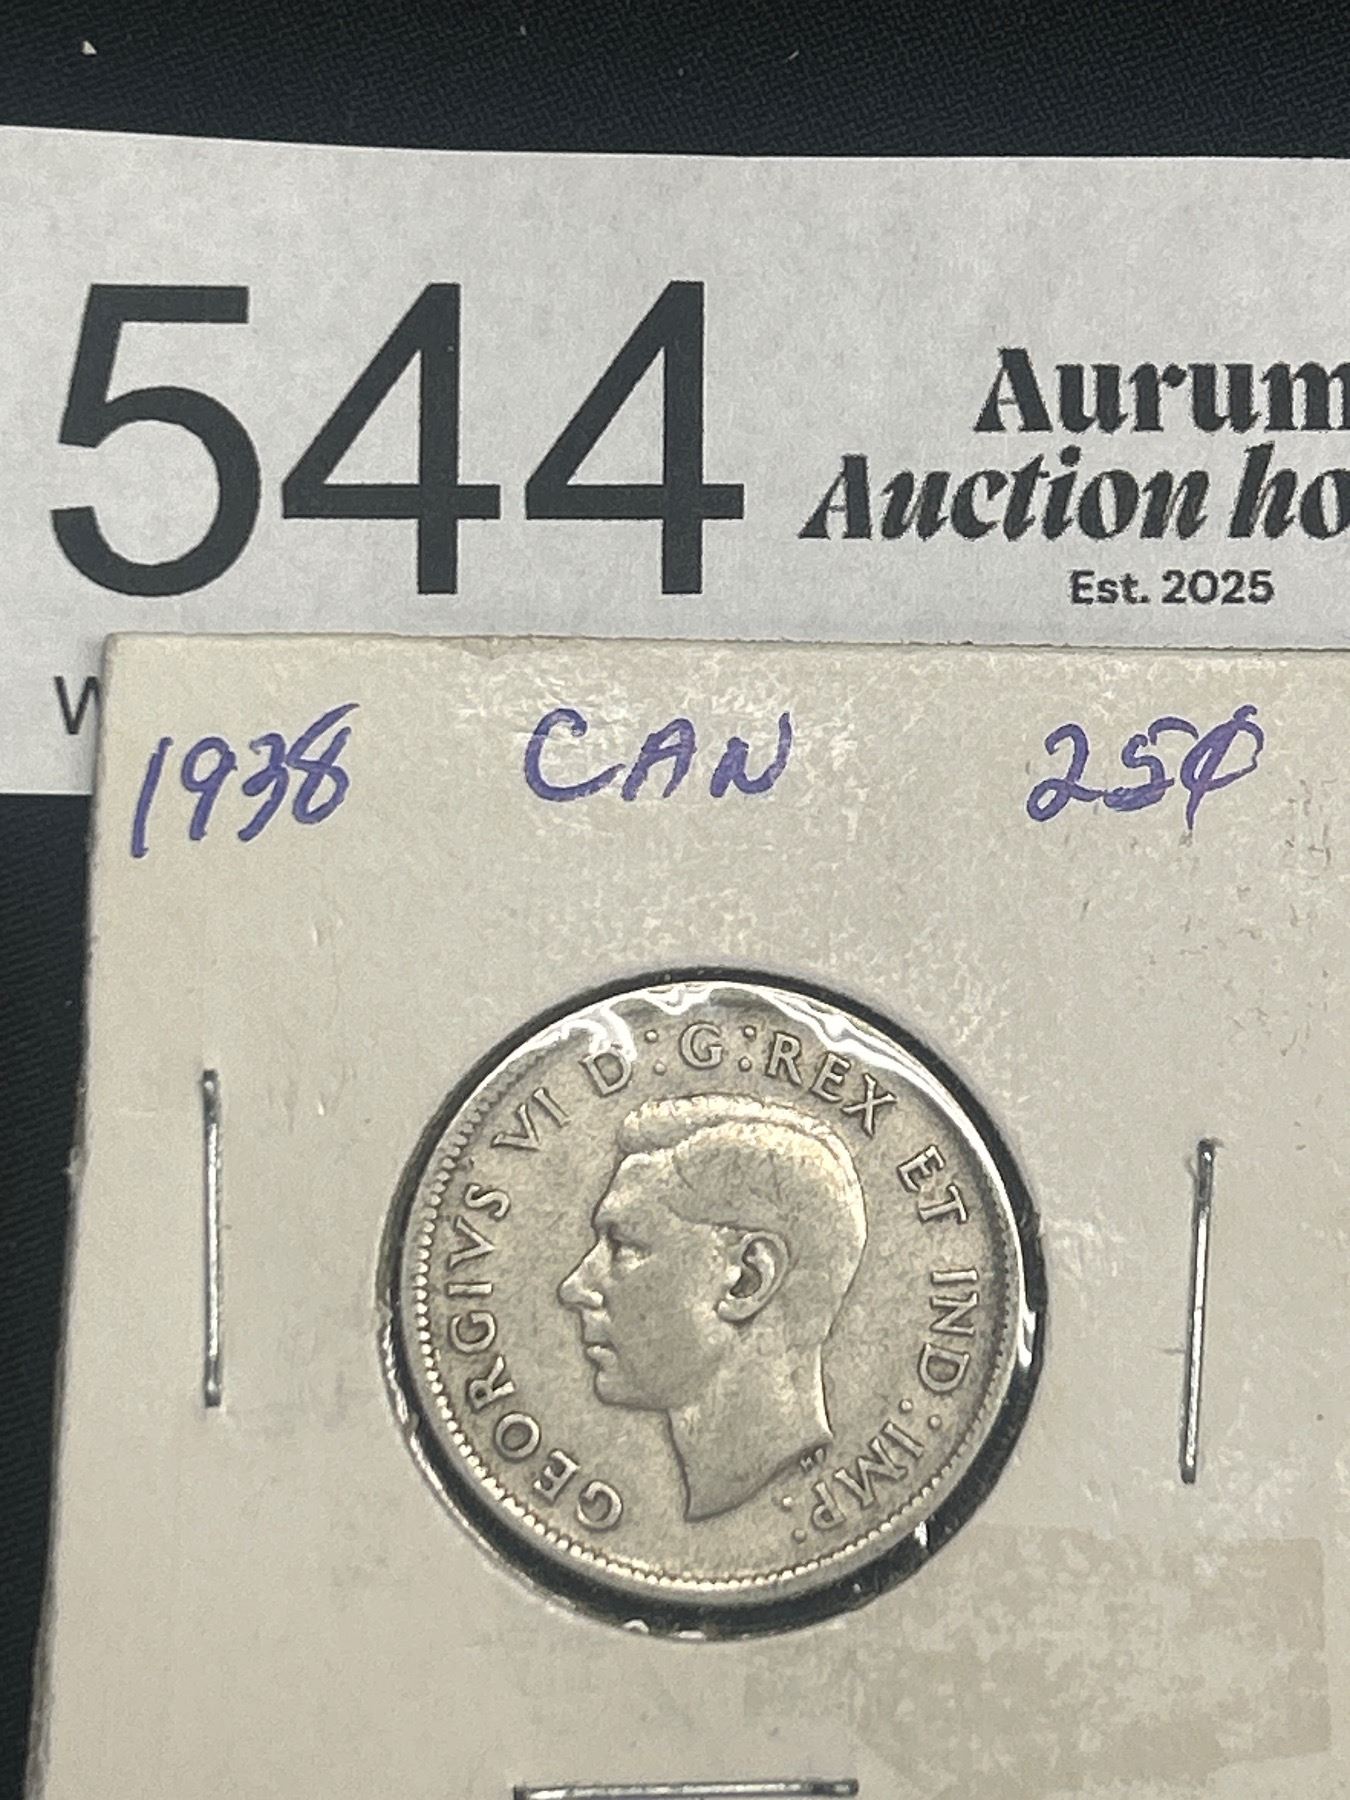 544
Aurum
Auction ho
Est. 2025
W
1938 CAN 25¢
GEORGIVS VI D:G:REX ET IND:IMP: